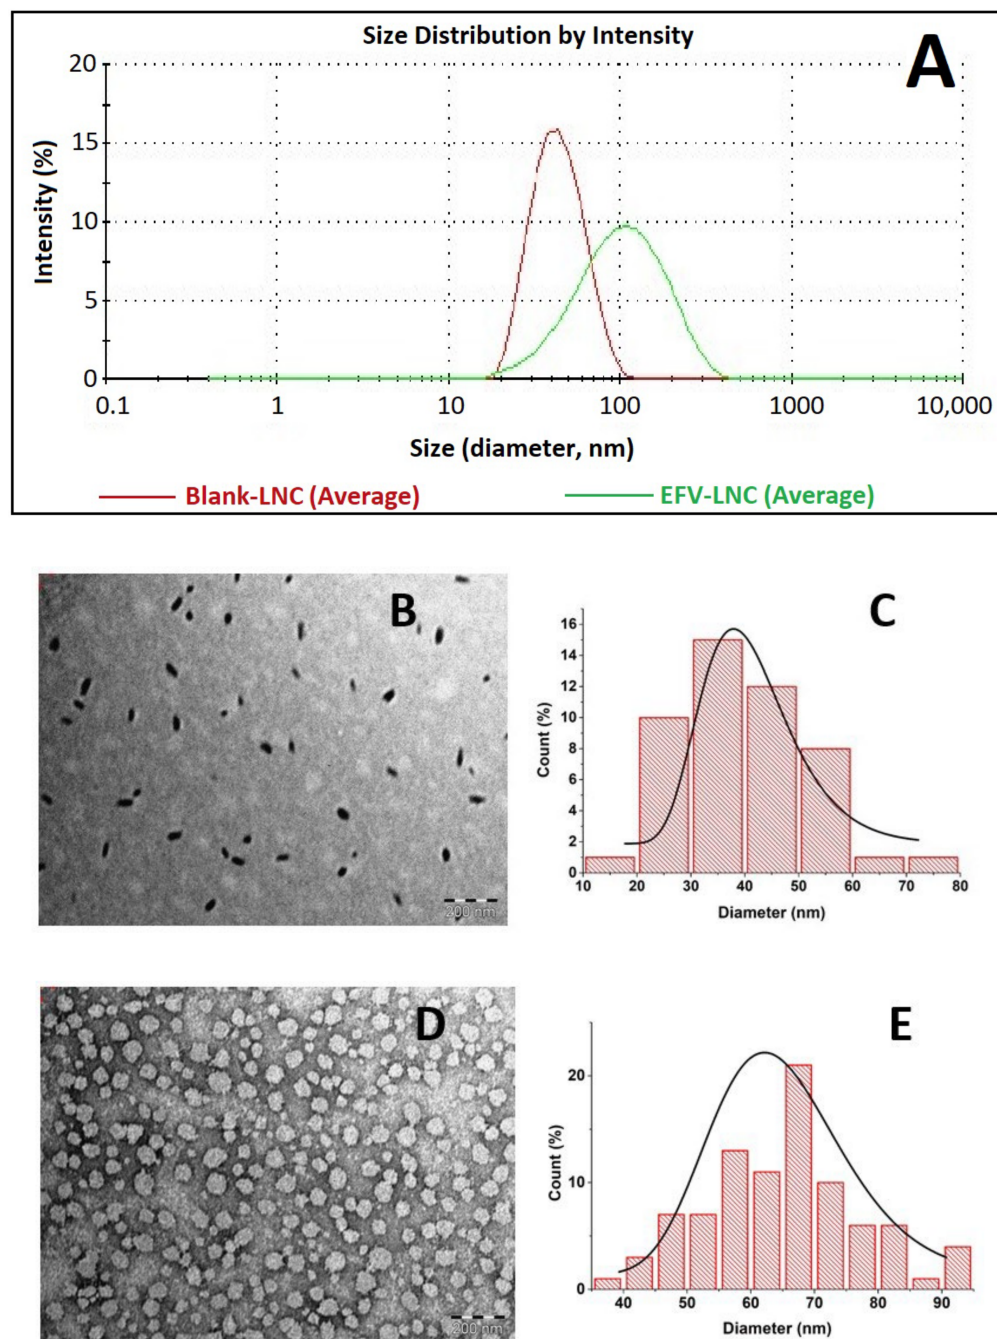 Size Distribution by Intensity
A
20
15
10
5
0
Intensity (%)
0.1 1 10 100 1000 10,000
Size (diameter, nm)
Blank-LNC (Average) EFV-LNC (Average)
B
200 nm
C
16
14
12
10
8
6
4
2
0
Count (%)
10 20 30 40 50 60 70 80
Diameter (nm)
D
200 nm
E
20
10
0
Count (%)
40 50 60 70 80 90
Diameter (nm)